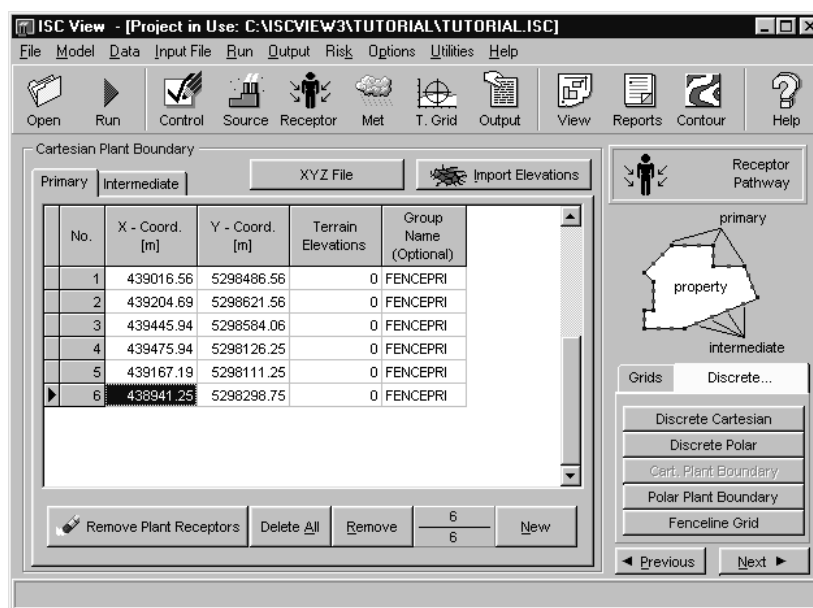 ISC View - [Project in Use: C:\ISCVIEW3\TUTORIAL\TUTORIAL.ISC]
File Model Data Input File Run Output Risk Options Utilities Help
Open Run Control Source Receptor Met T. Grid Output View Reports Contour Help
Cartesian Plant Boundary
Primary Intermediate XYZ File Import Elevations
No. X - Coord. [m] Y - Coord. [m] Terrain Elevations Group Name (Optional)
1 439016.56 5298486.56 0 FENCEPRI
2 439204.69 5298621.56 0 FENCEPRI
3 439445.94 5298584.06 0 FENCEPRI
4 439475.94 5298126.25 0 FENCEPRI
5 439167.19 5298111.25 0 FENCEPRI
6 438941.25 5298298.75 0 FENCEPRI
Remove Plant Receptors Delete All Remove 6 6 New
Receptor Pathway
primary
property
intermediate
Grids Discrete...
Discrete Cartesian
Discrete Polar
Cart. Plant Boundary
Polar Plant Boundary
Fenceline Grid
Previous Next